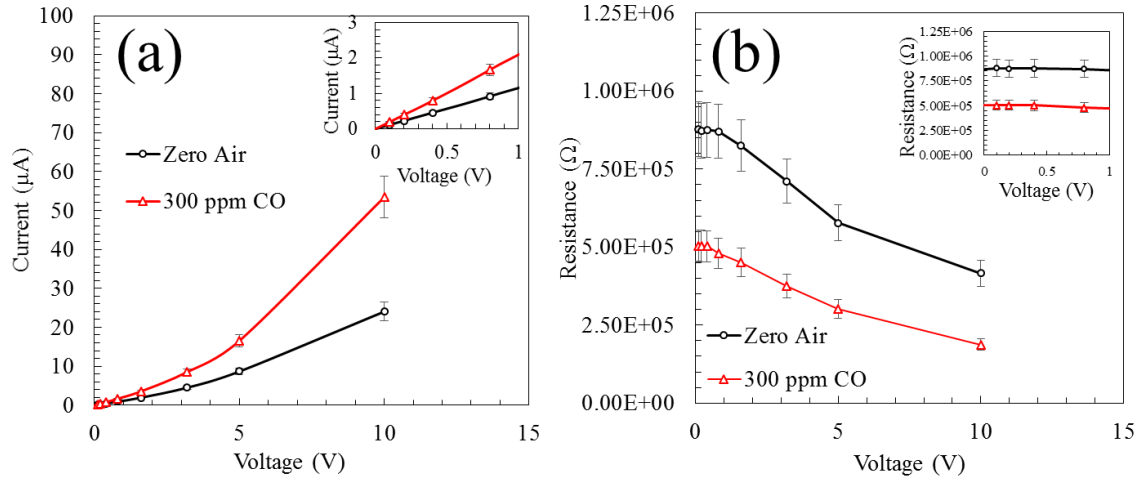 (a)
Current (µA)
100
90
80
70
60
50
40
30
20
10
0
0
5
10
15
Voltage (V)
Zero Air
300 ppm CO
Current (µA)
3
2
1
0
0
0.5
1
Voltage (V)
(b)
Resistance (Ω)
1.25E+06
1.00E+06
7.50E+05
5.00E+05
2.50E+05
0.00E+00
0
5
10
15
Voltage (V)
Zero Air
300 ppm CO
Resistance (Ω)
1.25E+06
1.00E+06
7.50E+05
5.00E+05
2.50E+05
0.00E+00
0
0.5
1
Voltage (V)